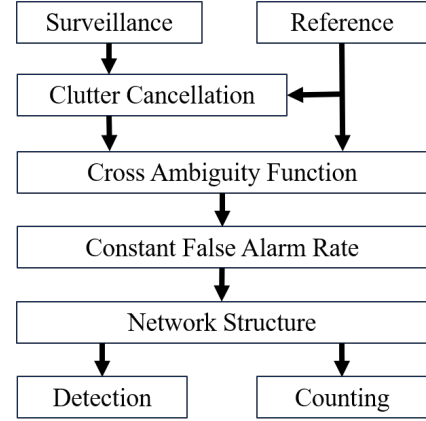 Surveillance
Reference
Clutter Cancellation
Cross Ambiguity Function
Constant False Alarm Rate
Network Structure
Detection
Counting